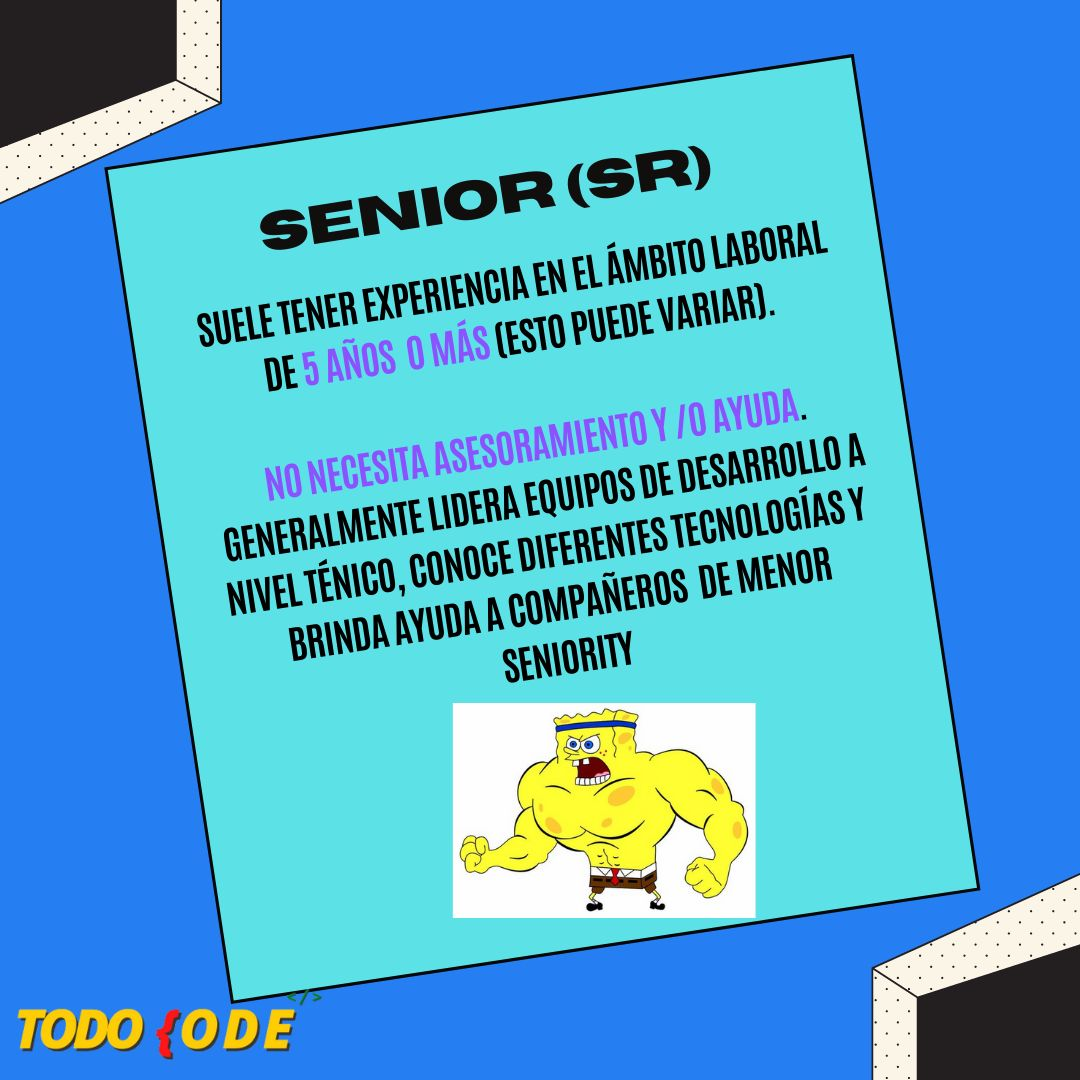 SENIOR (SR)
SUELE TENER EXPERIENCIA EN EL ÁMBITO LABORAL
DE 5 AÑOS O MÁS (ESTO PUEDE VARIAR).
NO NECESITA ASESORAMIENTO Y /O AYUDA.
GENERALMENTE LIDERA EQUIPOS DE DESARROLLO A
NIVEL TÉNICO, CONOCE DIFERENTES TECNOLOGÍAS Y
BRINDA AYUDA A COMPAÑEROS DE MENOR
SENIORITY
</>
TODO {ODE